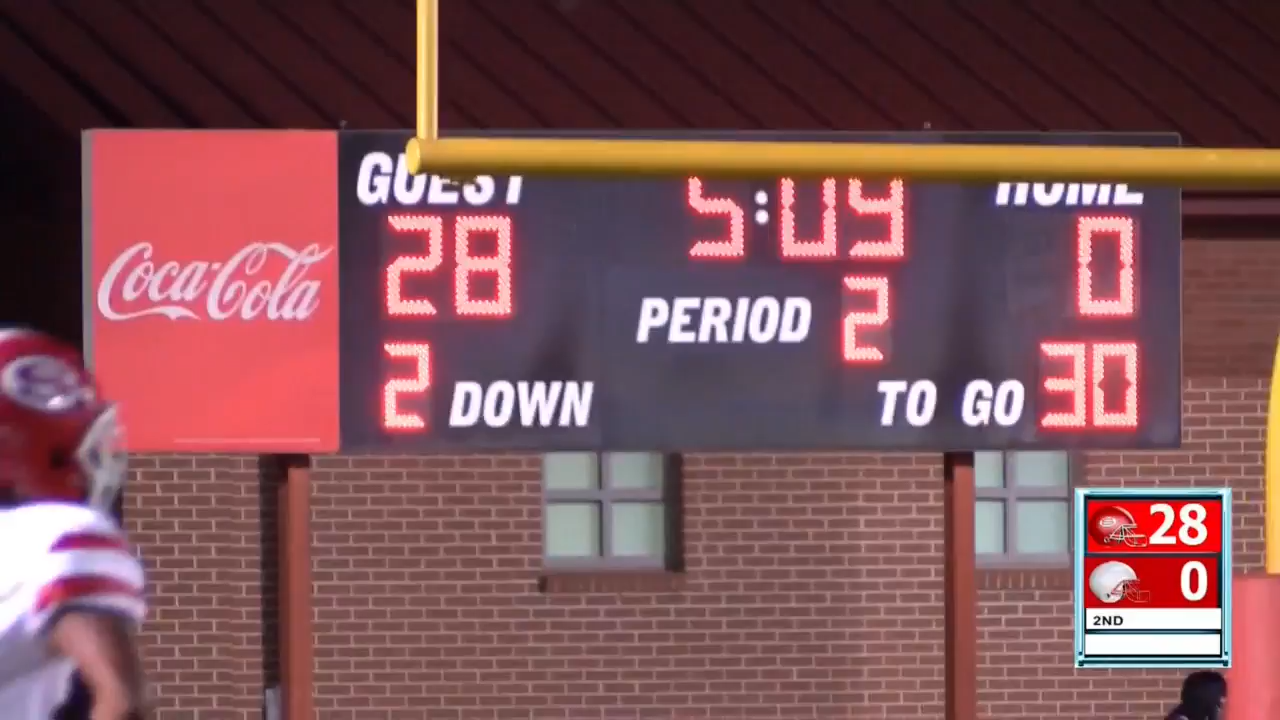 GUEST 5:09 HOME
28 0
PERIOD 2
2 DOWN TO GO 30
Coca-Cola
28
0
2ND